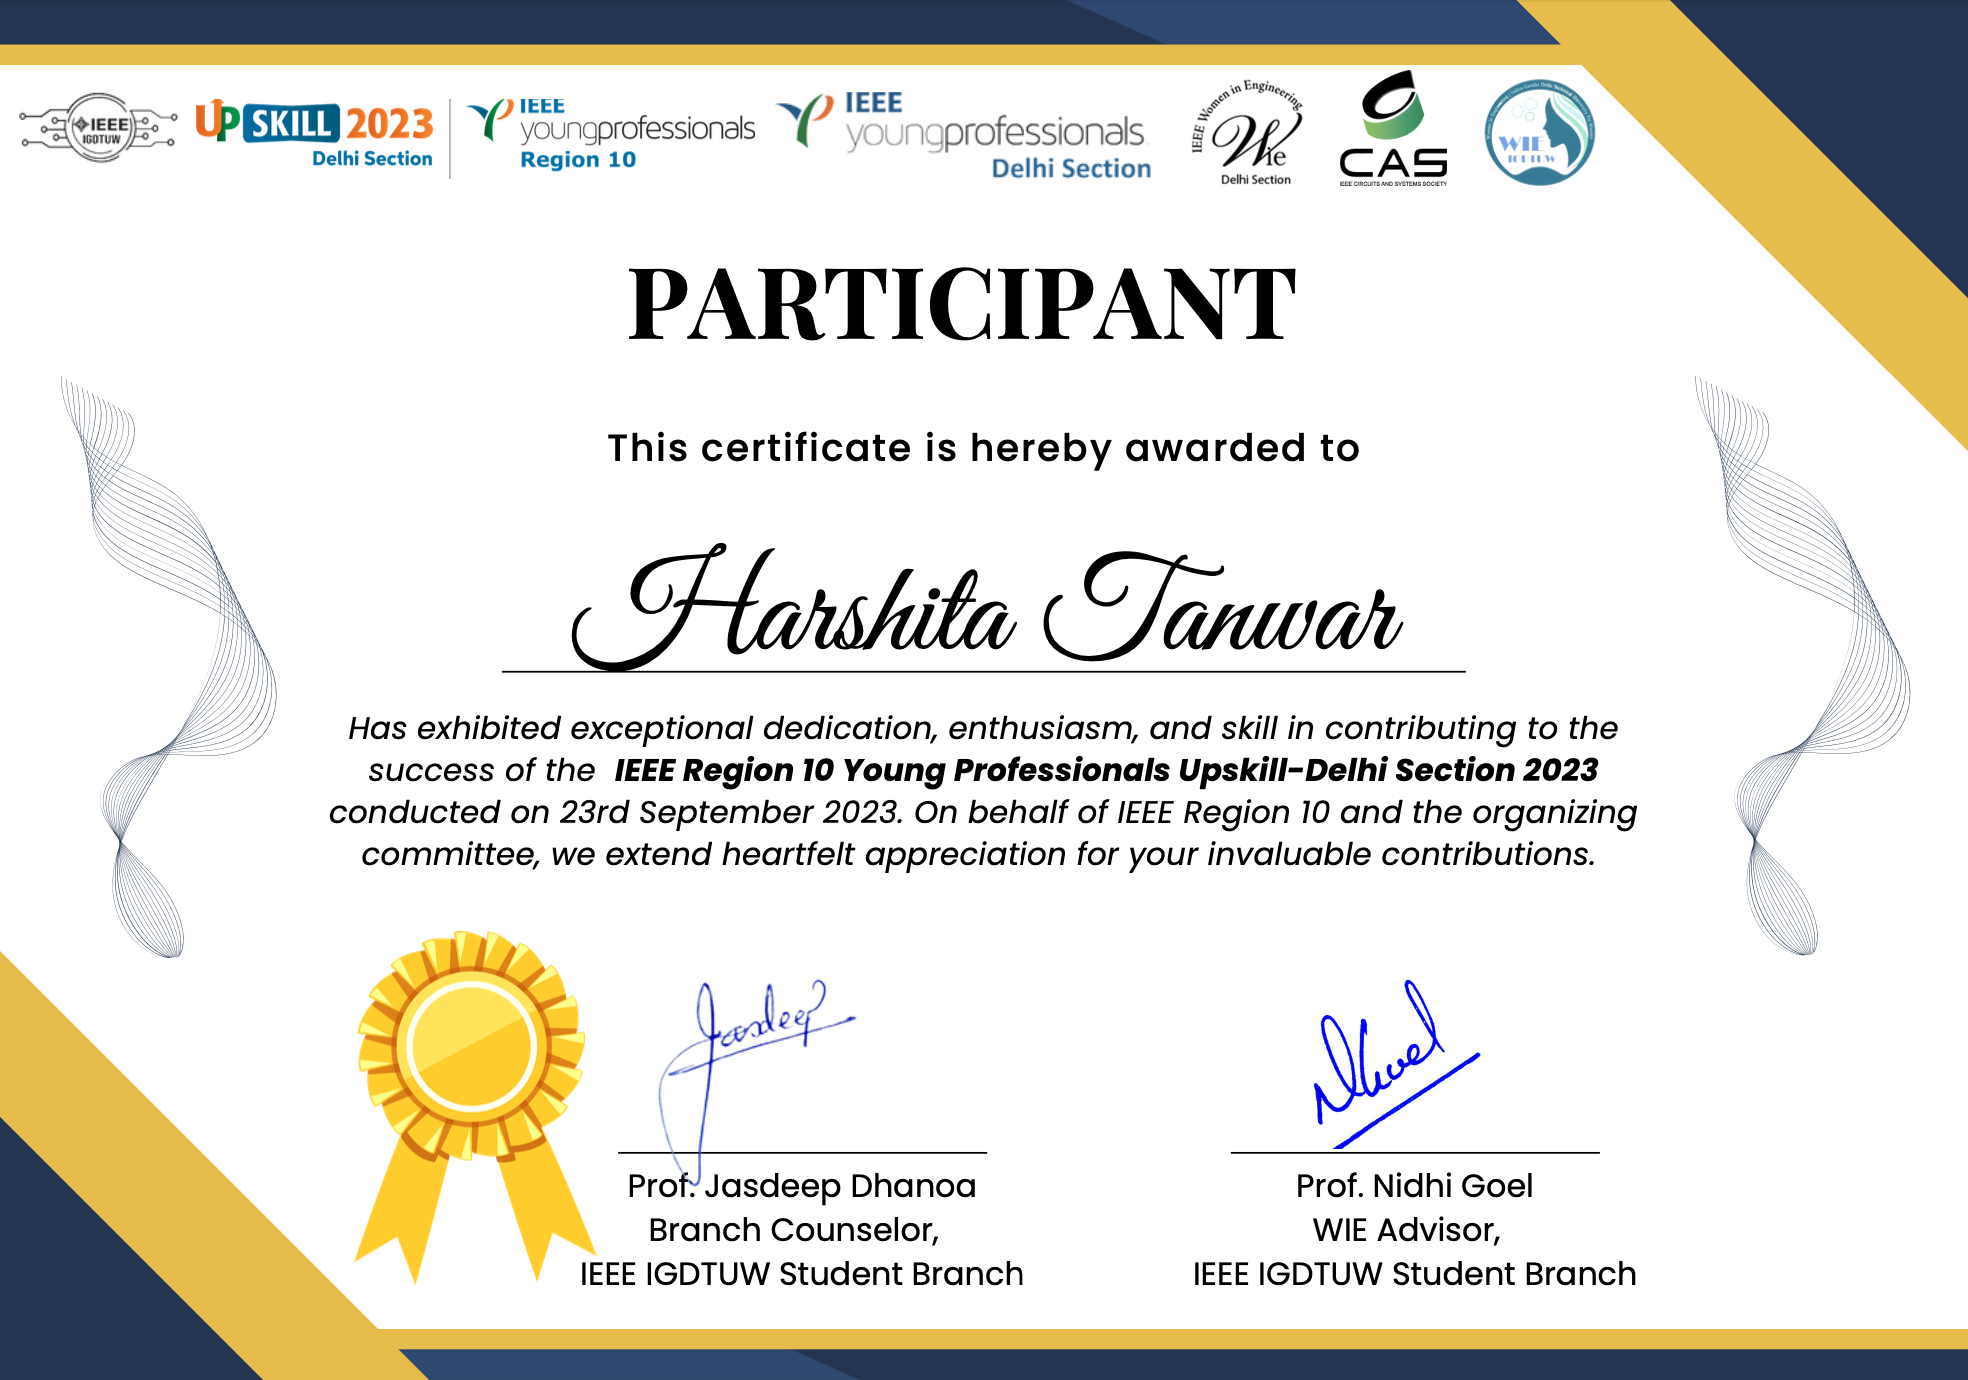 IEEE
IGDTUW
UPSKILL 2023
Delhi Section
IEEE
youngprofessionals
Region 10
IEEE
youngprofessionals
Delhi Section
IEEE Women in Engineering
Wie
Delhi Section
CAS
IEEE CIRCUITS AND SYSTEMS SOCIETY
WIE
IGDTUW
PARTICIPANT
This certificate is hereby awarded to
Harshita Tanwar
Has exhibited exceptional dedication, enthusiasm, and skill in contributing to the
success of the IEEE Region 10 Young Professionals Upskill-Delhi Section 2023
conducted on 23rd September 2023. On behalf of IEEE Region 10 and the organizing
committee, we extend heartfelt appreciation for your invaluable contributions.
Jasdeep
Prof. Jasdeep Dhanoa
Branch Counselor,
IEEE IGDTUW Student Branch
Prof. Nidhi Goel
WIE Advisor,
IEEE IGDTUW Student Branch